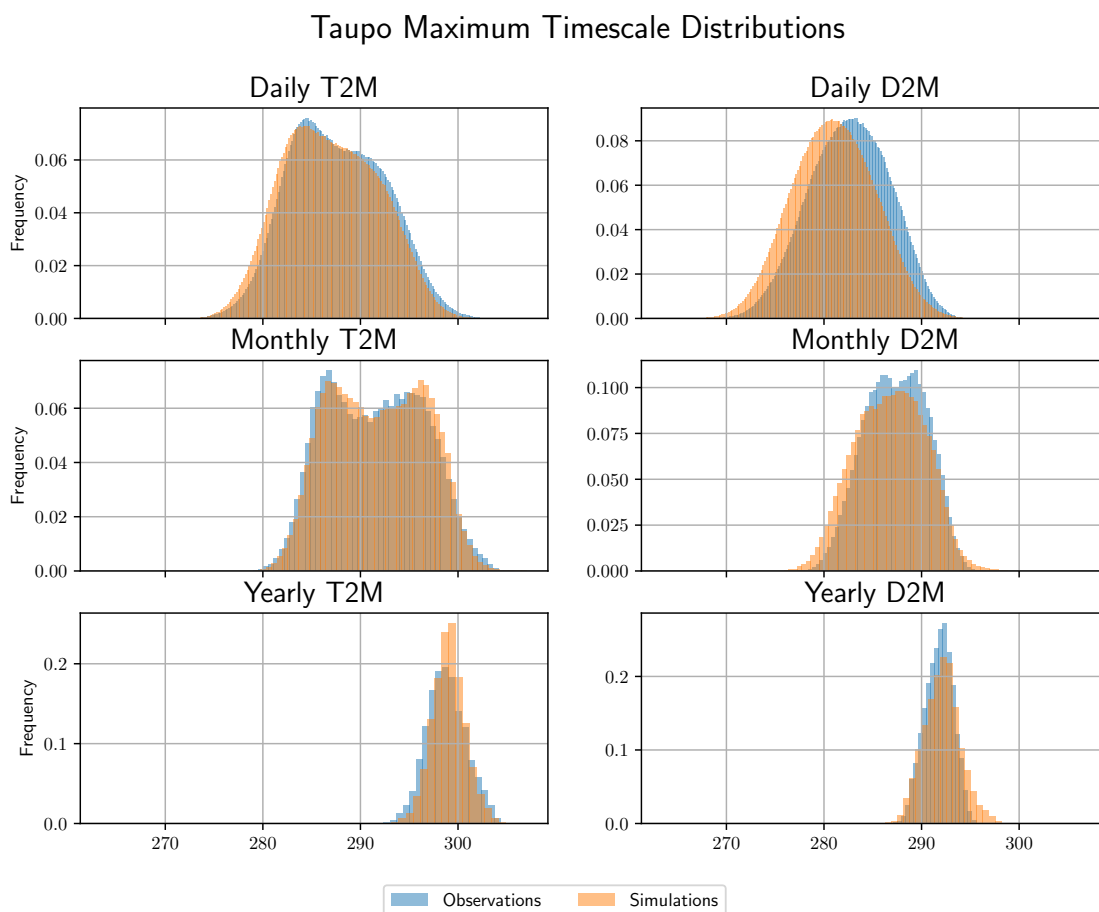 Taupo Maximum Timescale Distributions
Daily T2M
Daily D2M
Frequency
0.06
0.04
0.02
0.00
0.08
0.06
0.04
0.02
0.00
Monthly T2M
Monthly D2M
Frequency
0.06
0.04
0.02
0.00
0.100
0.075
0.050
0.025
0.000
Yearly T2M
Yearly D2M
Frequency
0.2
0.1
0.0
0.2
0.1
0.0
270 280 290 300
270 280 290 300
Observations Simulations